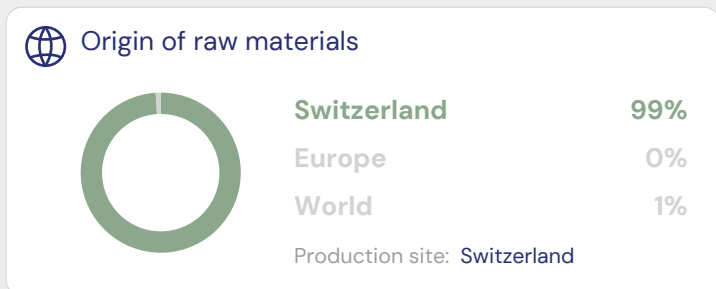 Origin of raw materials
Switzerland 99%
Europe 0%
World 1%
Production site: Switzerland